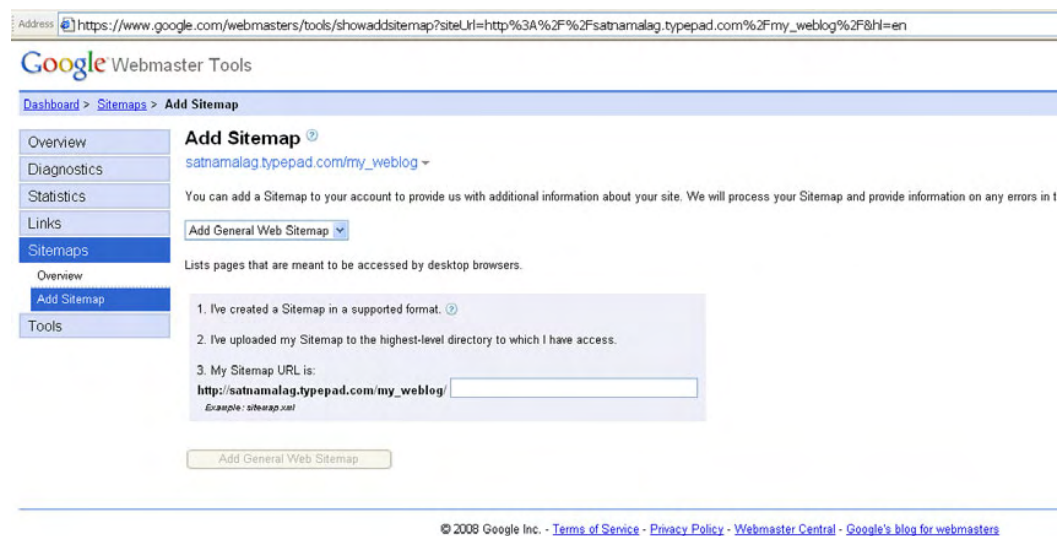 Address https://www.google.com/webmasters/tools/showaddsitemap?siteUrl=http%3A%2F%2Fsatnamalag.typepad.com%2Fmy_weblog%2F&hl=en
Google Webmaster Tools
Dashboard > Sitemaps > Add Sitemap
Overview
Diagnostics
Statistics
Links
Sitemaps
Overview
Add Sitemap
Tools
Add Sitemap ?
satnamalag.typepad.com/my_weblog
You can add a Sitemap to your account to provide us with additional information about your site. We will process your Sitemap and provide information on any errors in t
Add General Web Sitemap
Lists pages that are meant to be accessed by desktop browsers.
1. I've created a Sitemap in a supported format. ?
2. I've uploaded my Sitemap to the highest-level directory to which I have access.
3. My Sitemap URL is:
http://satnamalag.typepad.com/my_weblog/
Example: sitemap.xml
Add General Web Sitemap
© 2008 Google Inc. - Terms of Service - Privacy Policy - Webmaster Central - Google's blog for webmasters